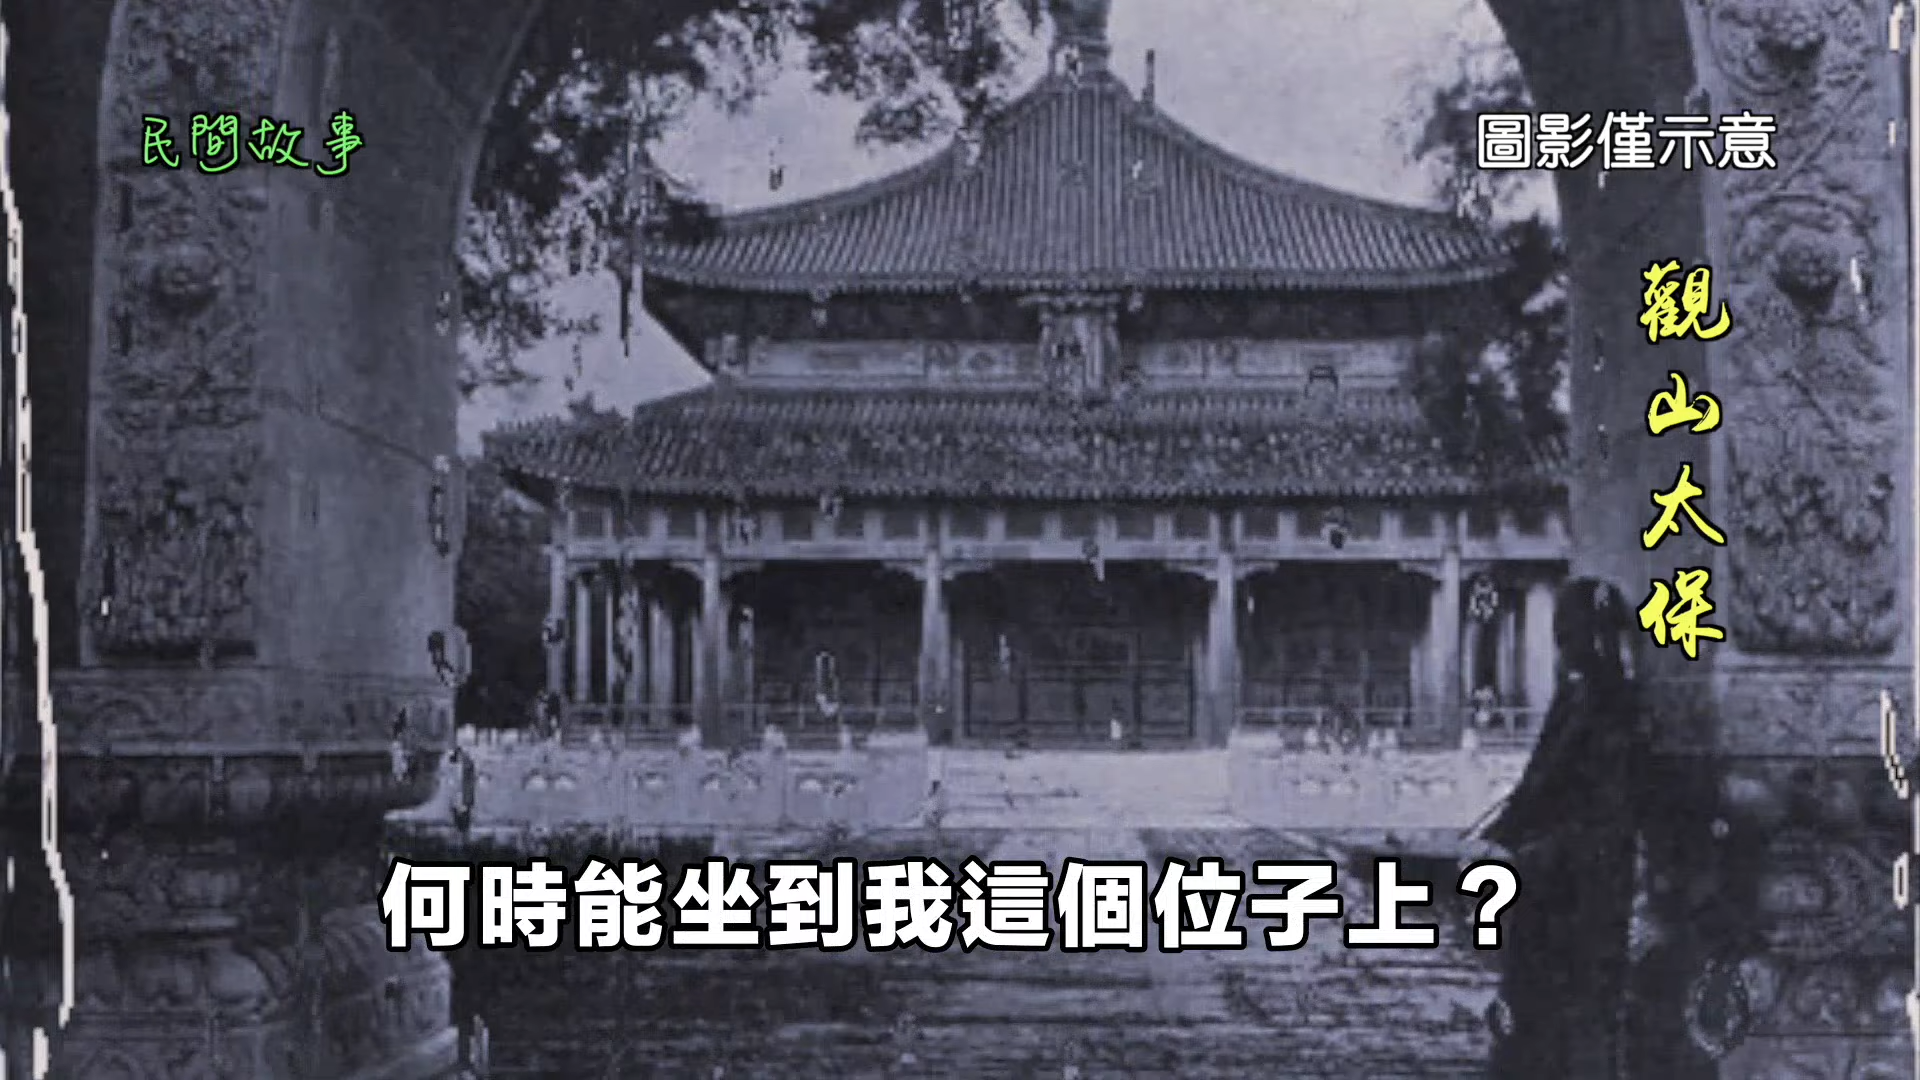 民間故事
圖影僅示意
觀山太保
何時能坐到我這個位子上？